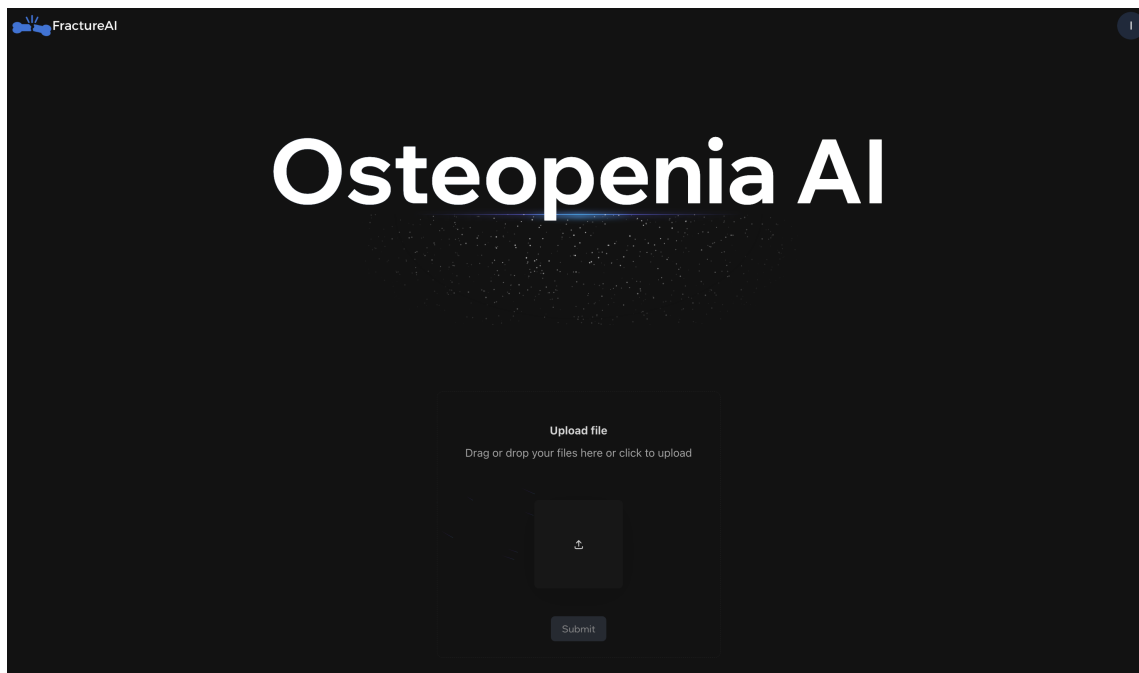 FractureAI
I
Osteopenia AI
Upload file
Drag or drop your files here or click to upload
Submit